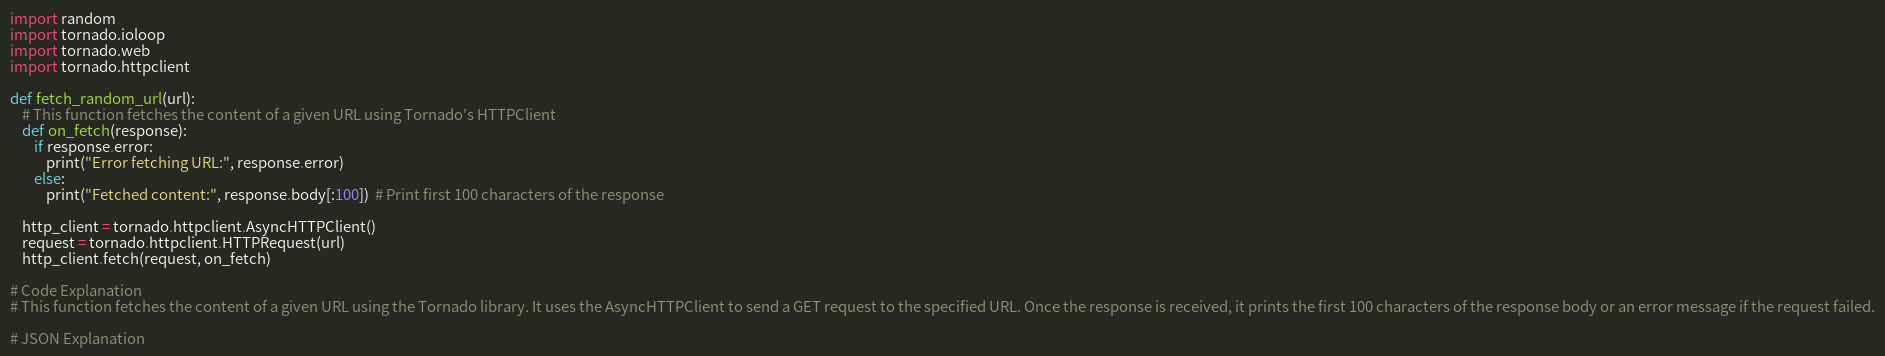 import random
import tornado.ioloop
import tornado.web
import tornado.httpclient

def fetch_random_url(url):
    # This function fetches the content of a given URL using Tornado's HTTPClient
    def on_fetch(response):
        if response.error:
            print("Error fetching URL:", response.error)
        else:
            print("Fetched content:", response.body[:100])  # Print first 100 characters of the response

    http_client = tornado.httpclient.AsyncHTTPClient()
    request = tornado.httpclient.HTTPRequest(url)
    http_client.fetch(request, on_fetch)

# Code Explanation
# This function fetches the content of a given URL using the Tornado library. It uses the AsyncHTTPClient to send a GET request to the specified URL. Once the response is received, it prints the first 100 characters of the response body or an error message if the request failed.

# JSON Explanation